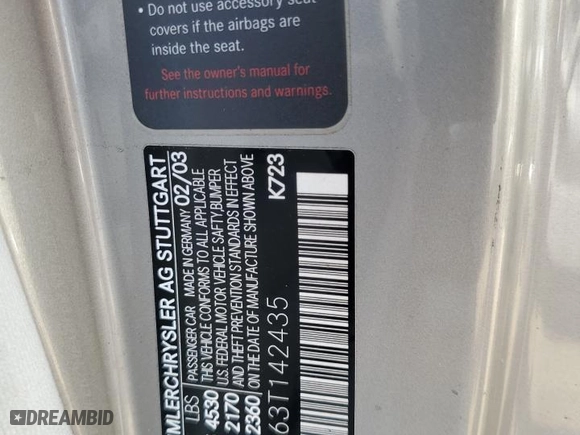 • Do not use accessory seat
covers if the airbags are
inside the seat.
See the owner's manual for
further instructions and warnings.
MLERCHRYSLER AG STUTTGART
LBS PASSENGER CAR MADE IN GERMANY 02/03
4530 THIS VEHICLE CONFORMS TO ALL APPLICABLE
U.S. FEDERAL MOTOR VEHICLE SAFTY, BUMPER
2170 AND THEFT PREVENTION STANDARDS IN EFFECT
2360 ON THE DATE OF MANUFACTURE SHOWN ABOVE
K723
63T142435
DREAMBID